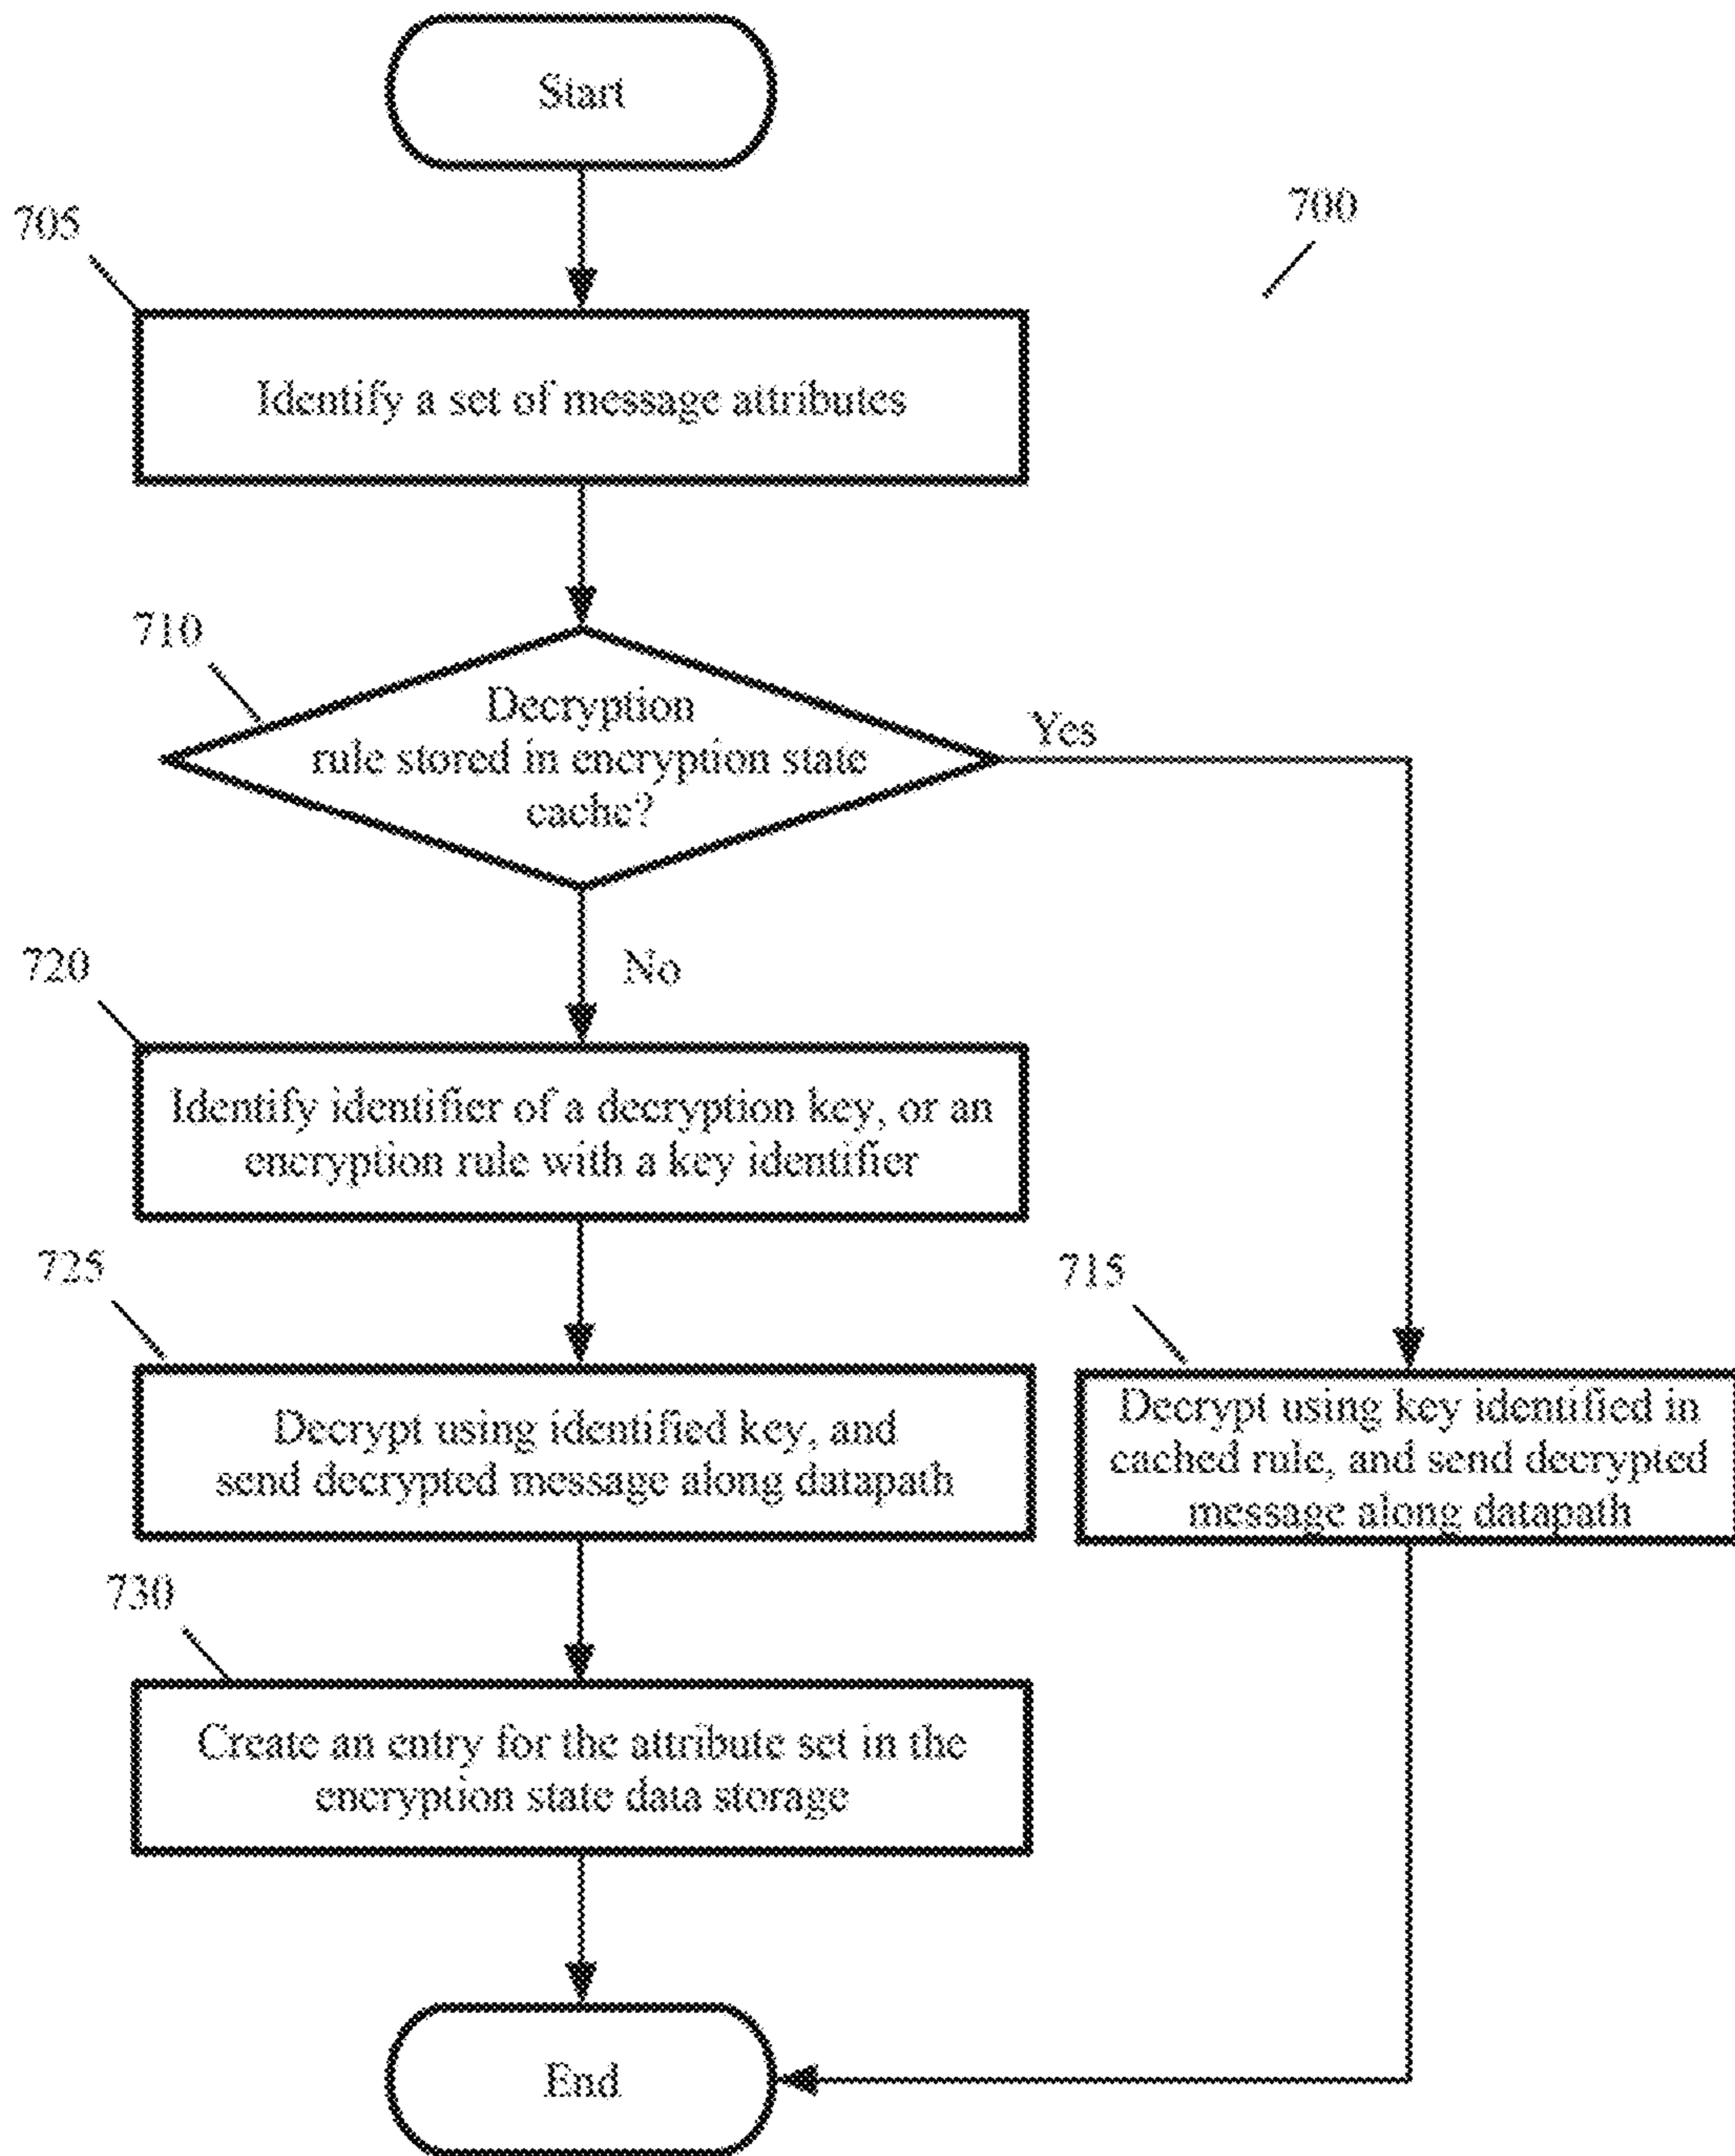 Start
700
705
Identify a set of message attributes
710
Decryption
rule stored in encryption state
cache?
Yes
No
720
Identify identifier of a decryption key, or an
encryption rule with a key identifier
725
Decrypt using identified key, and
send decrypted message along datapath
715
Decrypt using key identified in
cached rule, and send decrypted
message along datapath
730
Create an entry for the attribute set in the
encryption state data storage
End